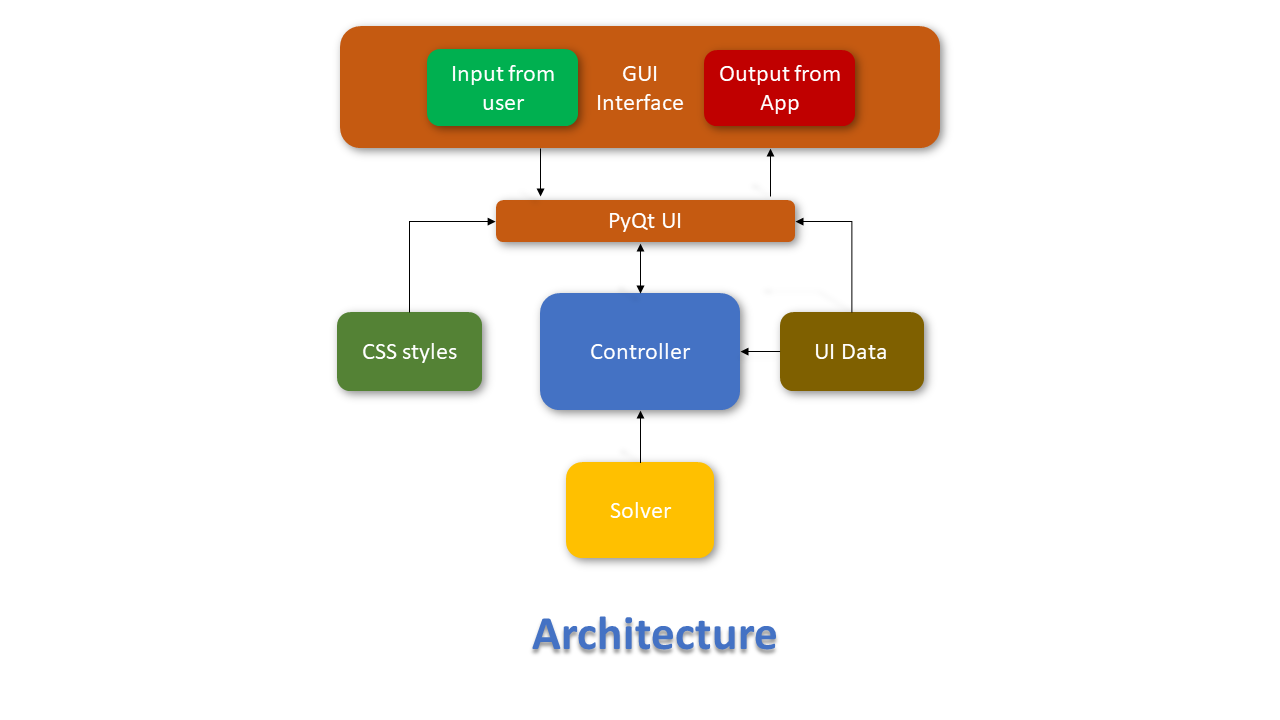 Input from
user
GUI
Interface
Output from
App
PyQt UI
CSS styles
Controller
UI Data
Solver
Architecture